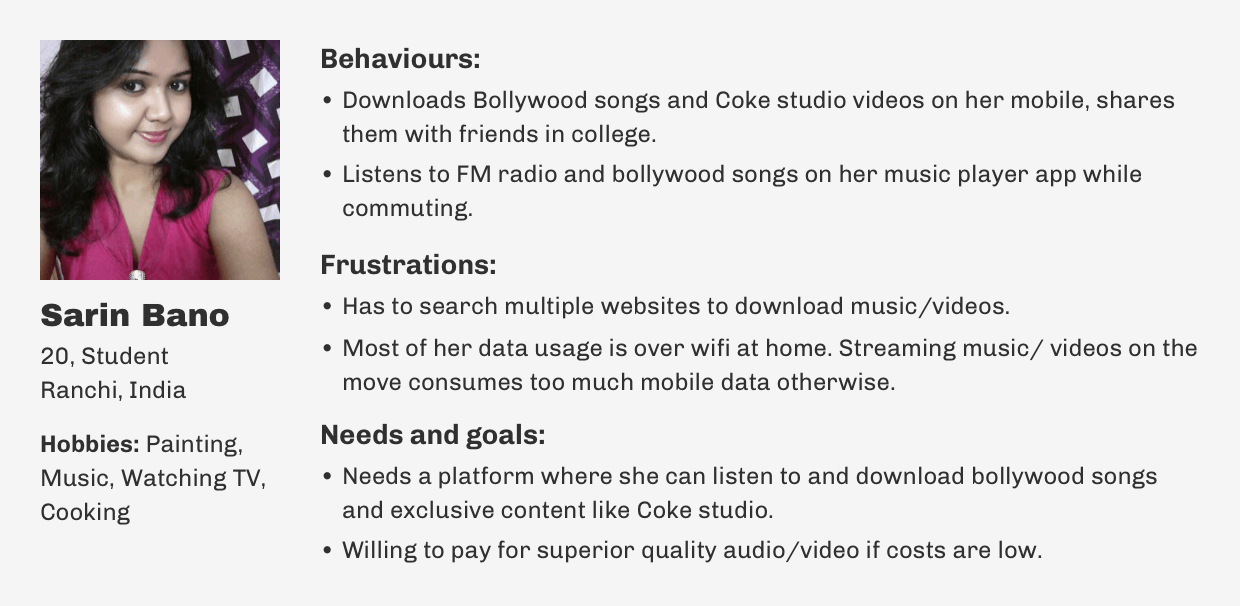 Sarin Bano
20, Student
Ranchi, India
Hobbies: Painting,
Music, Watching TV,
Cooking
Behaviours:
• Downloads Bollywood songs and Coke studio videos on her mobile, shares
them with friends in college.
• Listens to FM radio and bollywood songs on her music player app while
commuting.
Frustrations:
• Has to search multiple websites to download music/videos.
• Most of her data usage is over wifi at home. Streaming music/ videos on the
move consumes too much mobile data otherwise.
Needs and goals:
• Needs a platform where she can listen to and download bollywood songs
and exclusive content like Coke studio.
• Willing to pay for superior quality audio/video if costs are low.